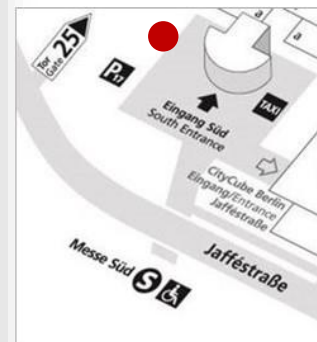 a
a
Tor 25
Gate
P17
TAXI
Eingang Süd
South Entrance
CityCube Berlin
Eingang/Entrance
Jafféstraße
Jafféstraße
Messe Süd S